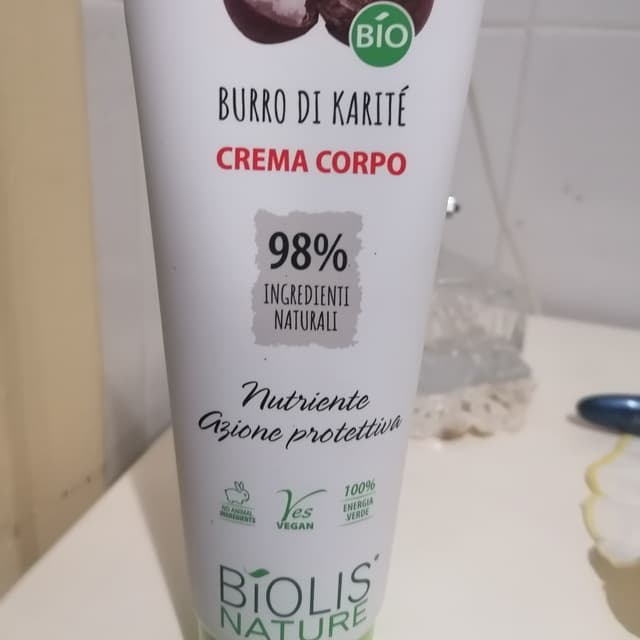 BIO
BURRO DI KARITÉ
CREMA CORPO
98%
INGREDIENTI
NATURALI
Nutriente
Azione protettiva
NO ANIMAL
INGREDIENTS
Yes
VEGAN
100%
ENERGIA
VERDE
BiOLIS
NATURE